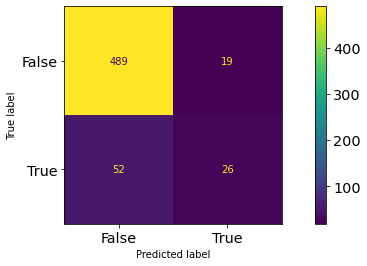 False
489
19
True
52
26
False
True
Predicted label
True label
400
300
200
100